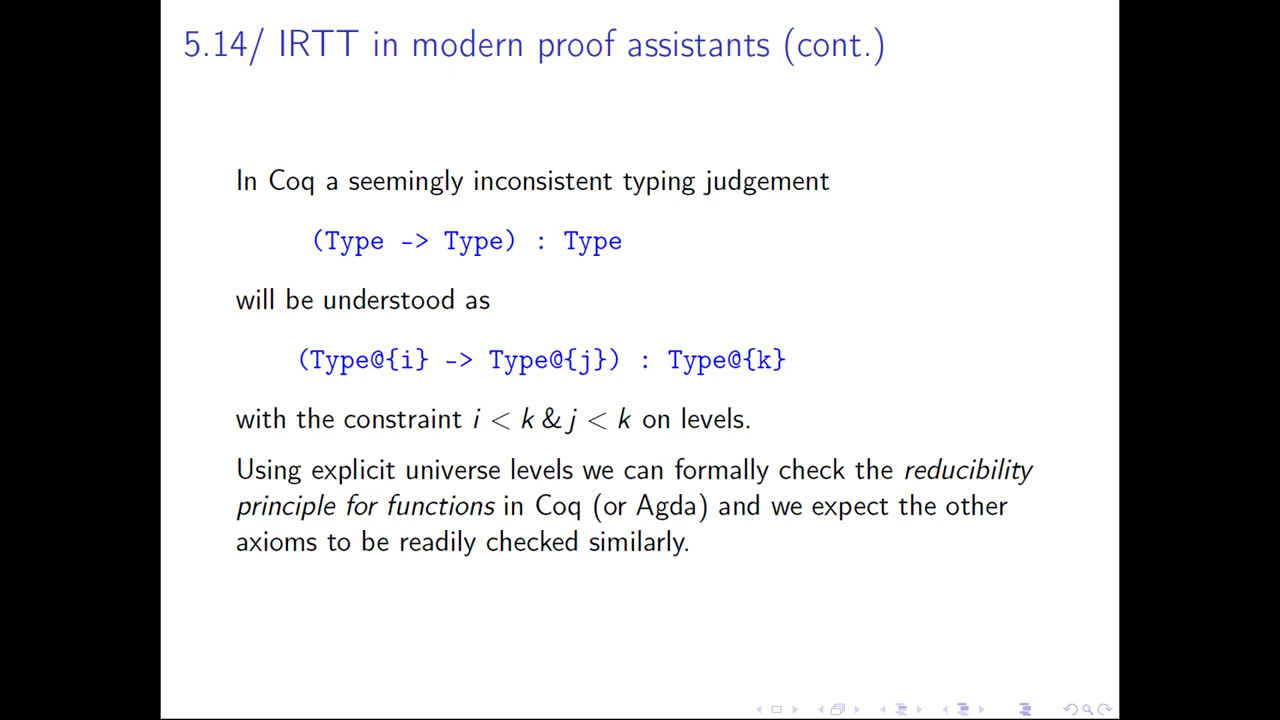 5.14/ IRTT in modern proof assistants (cont.)
In Coq a seemingly inconsistent typing judgement
(Type -> Type) : Type
will be understood as
(Type@{i} -> Type@{j}) : Type@{k}
with the constraint i < k & j < k on levels.
Using explicit universe levels we can formally check the reducibility
principle for functions in Coq (or Agda) and we expect the other
axioms to be readily checked similarly.